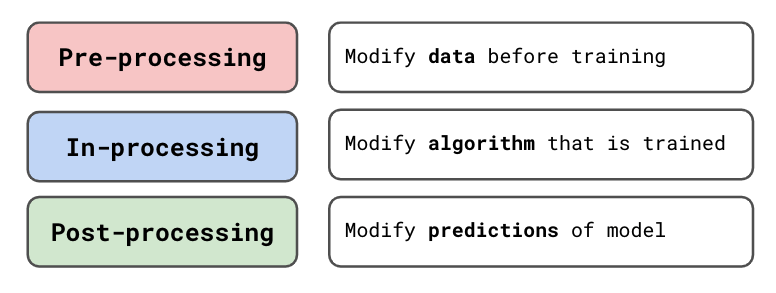 Pre-processing
Modify data before training
In-processing
Modify algorithm that is trained
Post-processing
Modify predictions of model